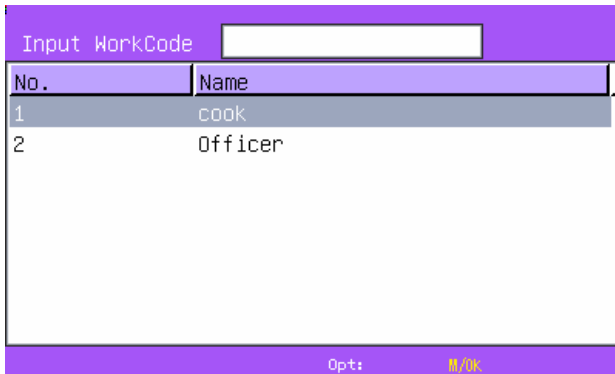 Input WorkCode
No. Name
1 cook
2 Officer
Opt: M/OK